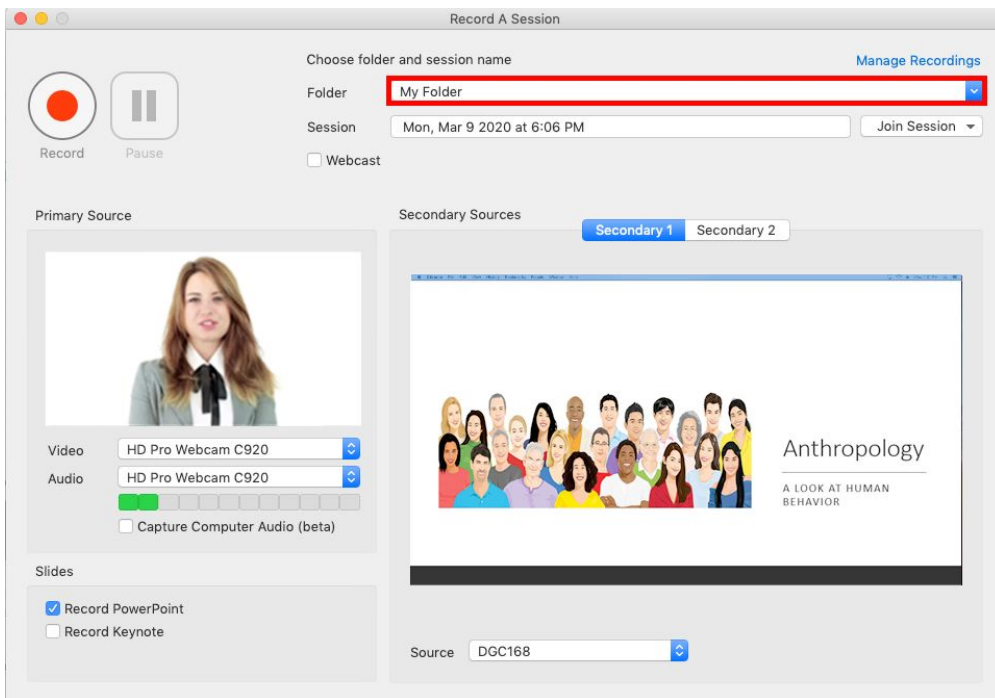 Record A Session
Choose folder and session name
Manage Recordings
Folder
My Folder
Session
Mon, Mar 9 2020 at 6:06 PM
Join Session
Record
Pause
Webcast
Primary Source
Secondary Sources
Secondary 1
Secondary 2
Anthropology
A LOOK AT HUMAN
BEHAVIOR
Video
HD Pro Webcam C920
Audio
HD Pro Webcam C920
Capture Computer Audio (beta)
Slides
Record PowerPoint
Record Keynote
Source
DGC168